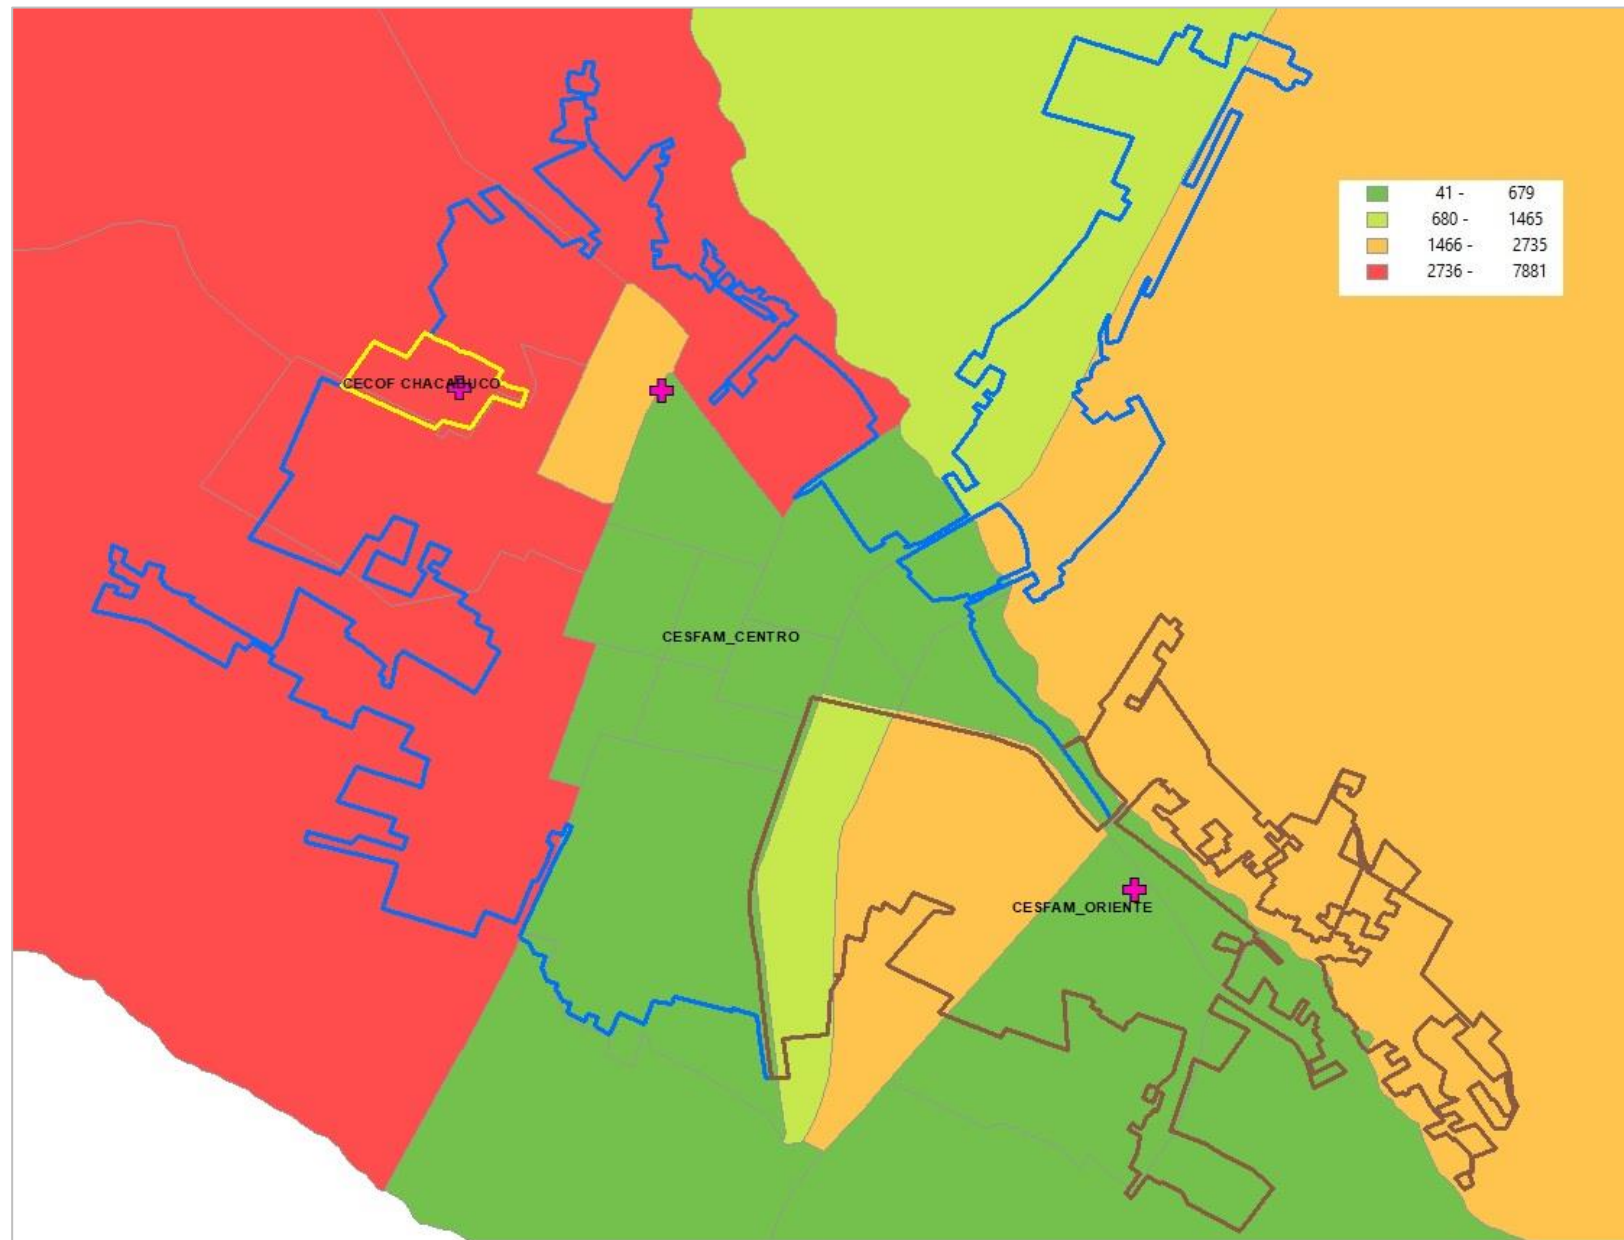 41 - 679
680 - 1465
1466 - 2735
2736 - 7881
CECOF CHACABUCO
CESFAM_CENTRO
CESFAM_ORIENTE